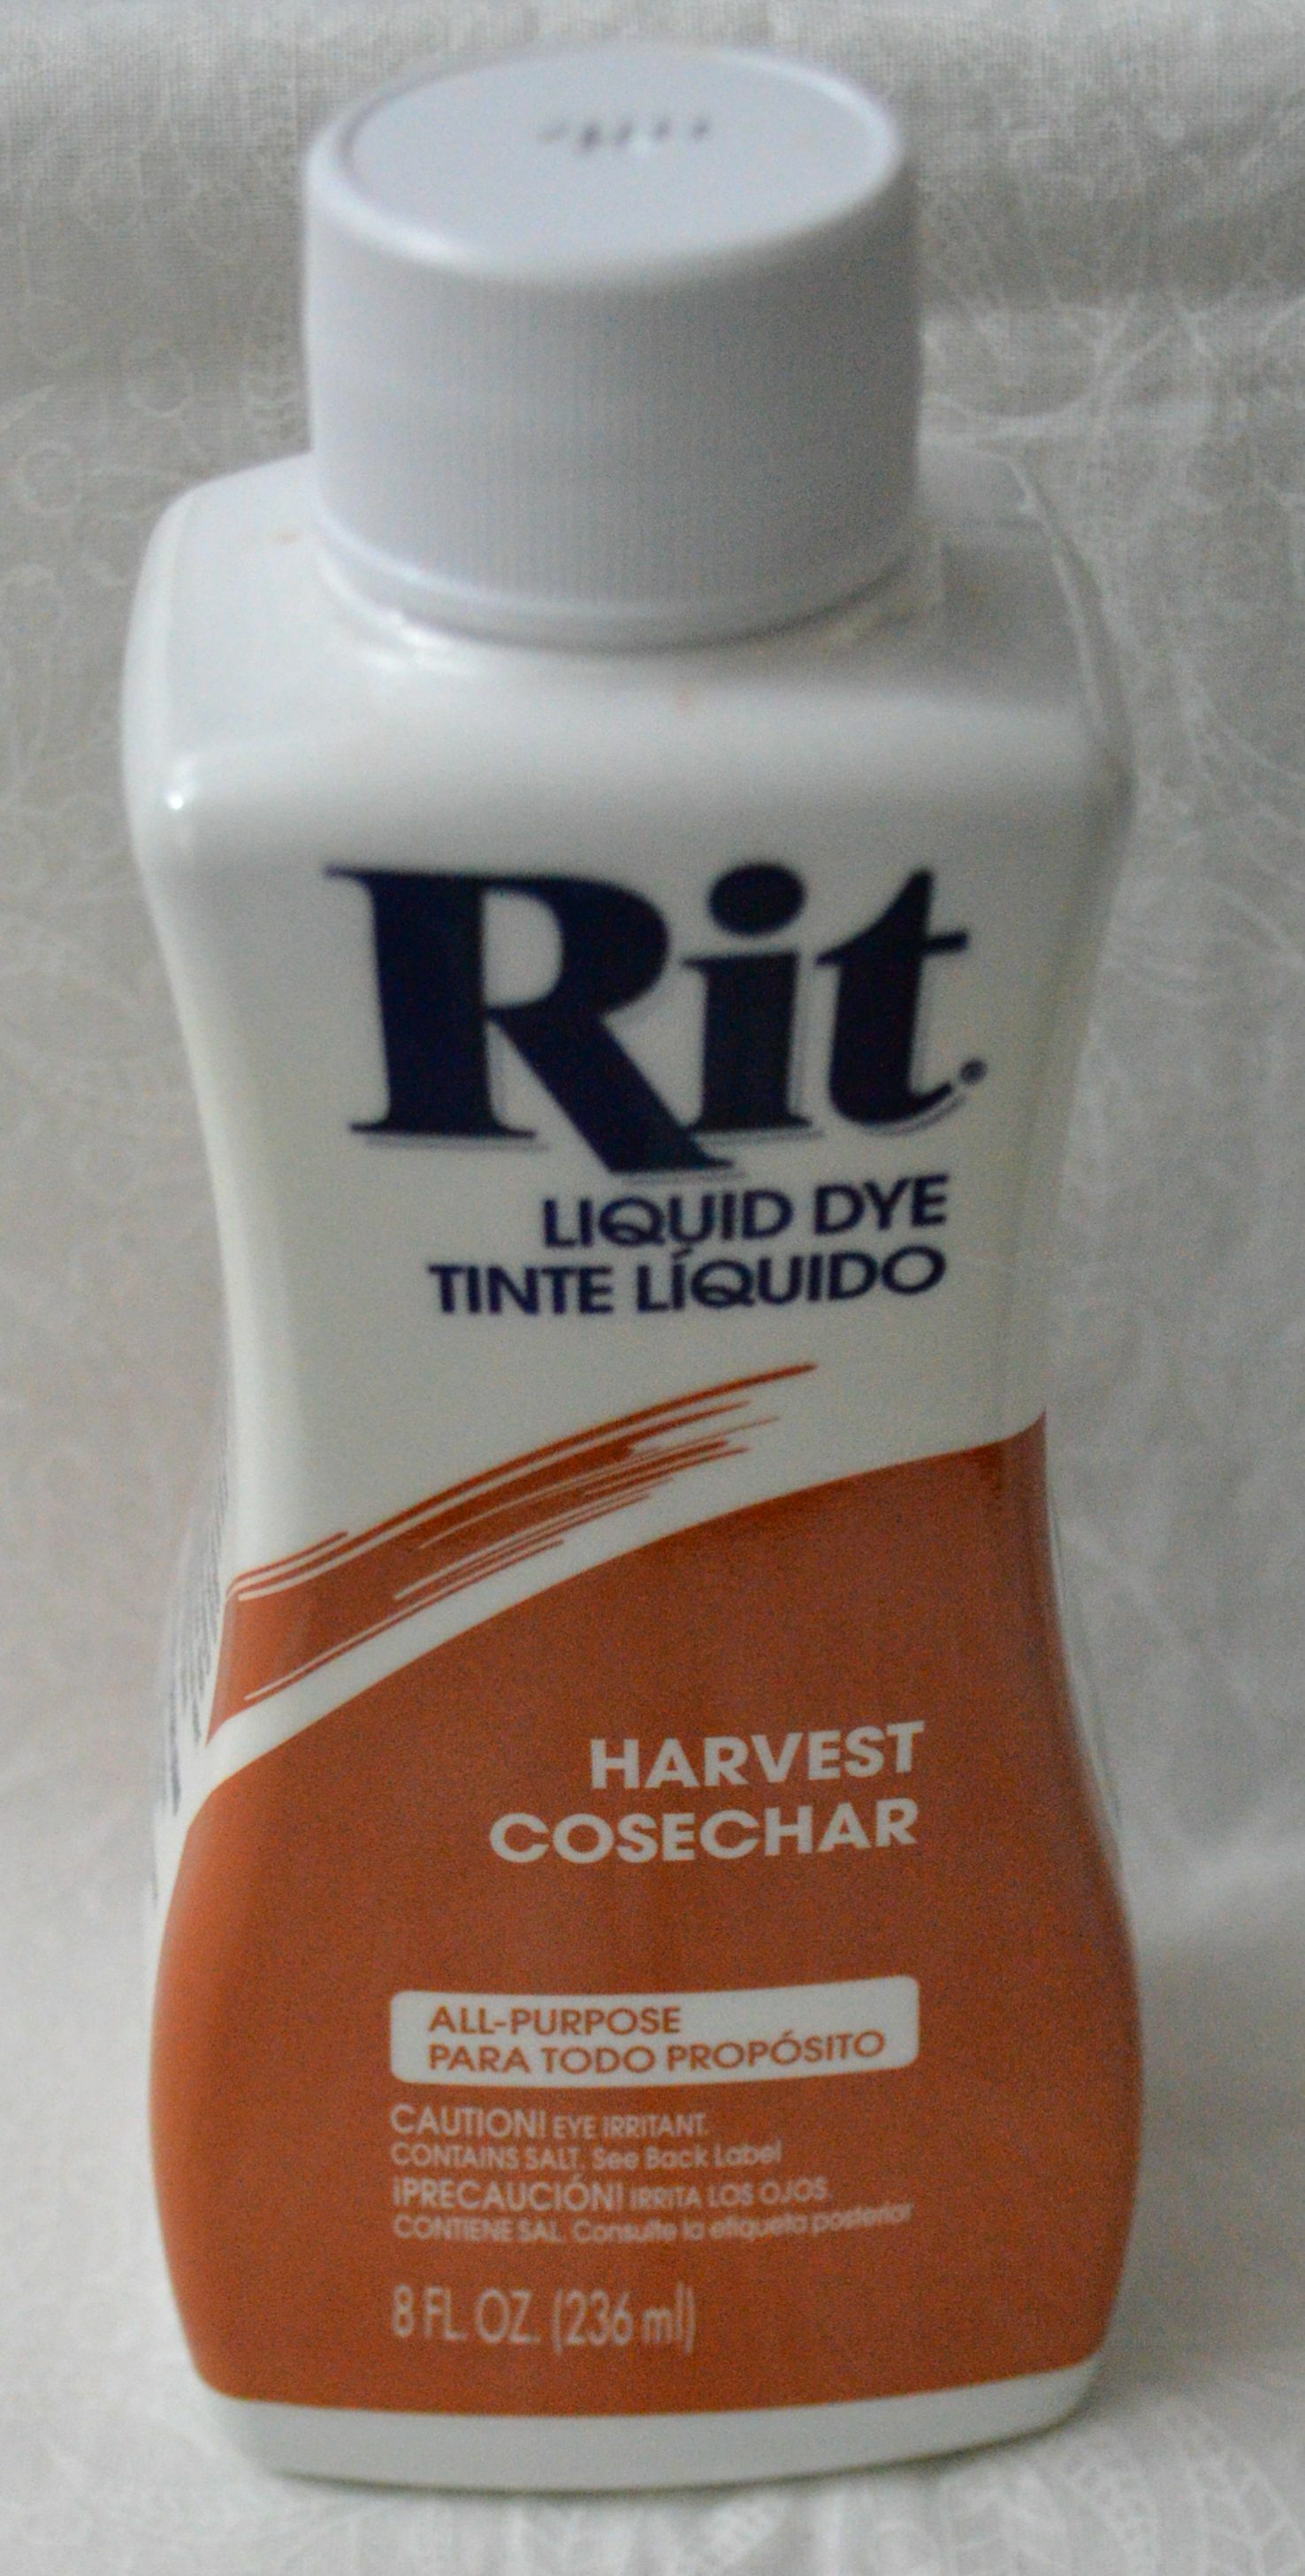 Rit®
LIQUID DYE
TINTE LÍQUIDO
HARVEST
COSECHAR
ALL-PURPOSE
PARA TODO PROPÓSITO
CAUTION! EYE IRRITANT.
CONTAINS SALT. See Back Label
¡PRECAUCIÓN! IRRITA LOS OJOS.
CONTIENE SAL. Consulte la etiqueta posterior
8 FL. OZ. (236 ml)